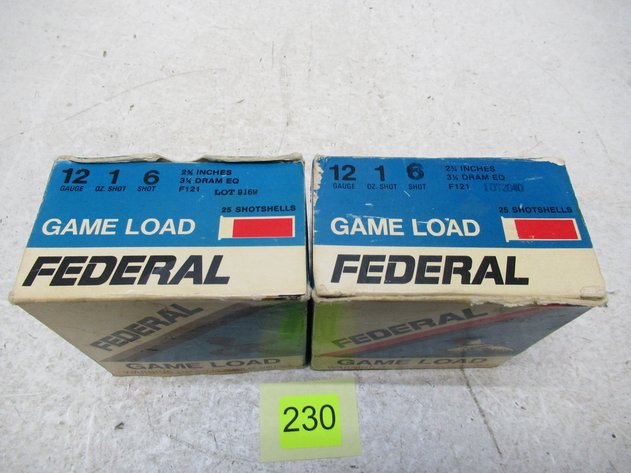 12 1 6 2¾ INCHES
3¼ DRAM EQ
GAUGE OZ. SHOT SHOT F121 LOT 9J69
25 SHOTSHELLS
GAME LOAD
FEDERAL
FEDERAL
GAME LOAD
12 1 6 2¾ INCHES
3¼ DRAM EQ
GAUGE OZ. SHOT SHOT F121
25 SHOTSHELLS
GAME LOAD
FEDERAL
FEDERAL
GAME LOAD
230